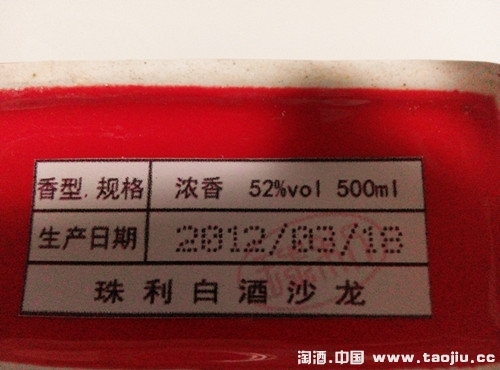 香型.规格 浓香 52%vol 500ml
生产日期 2012/03/18
珠利白酒沙龙
淘酒.中国 www.taojiu.cc